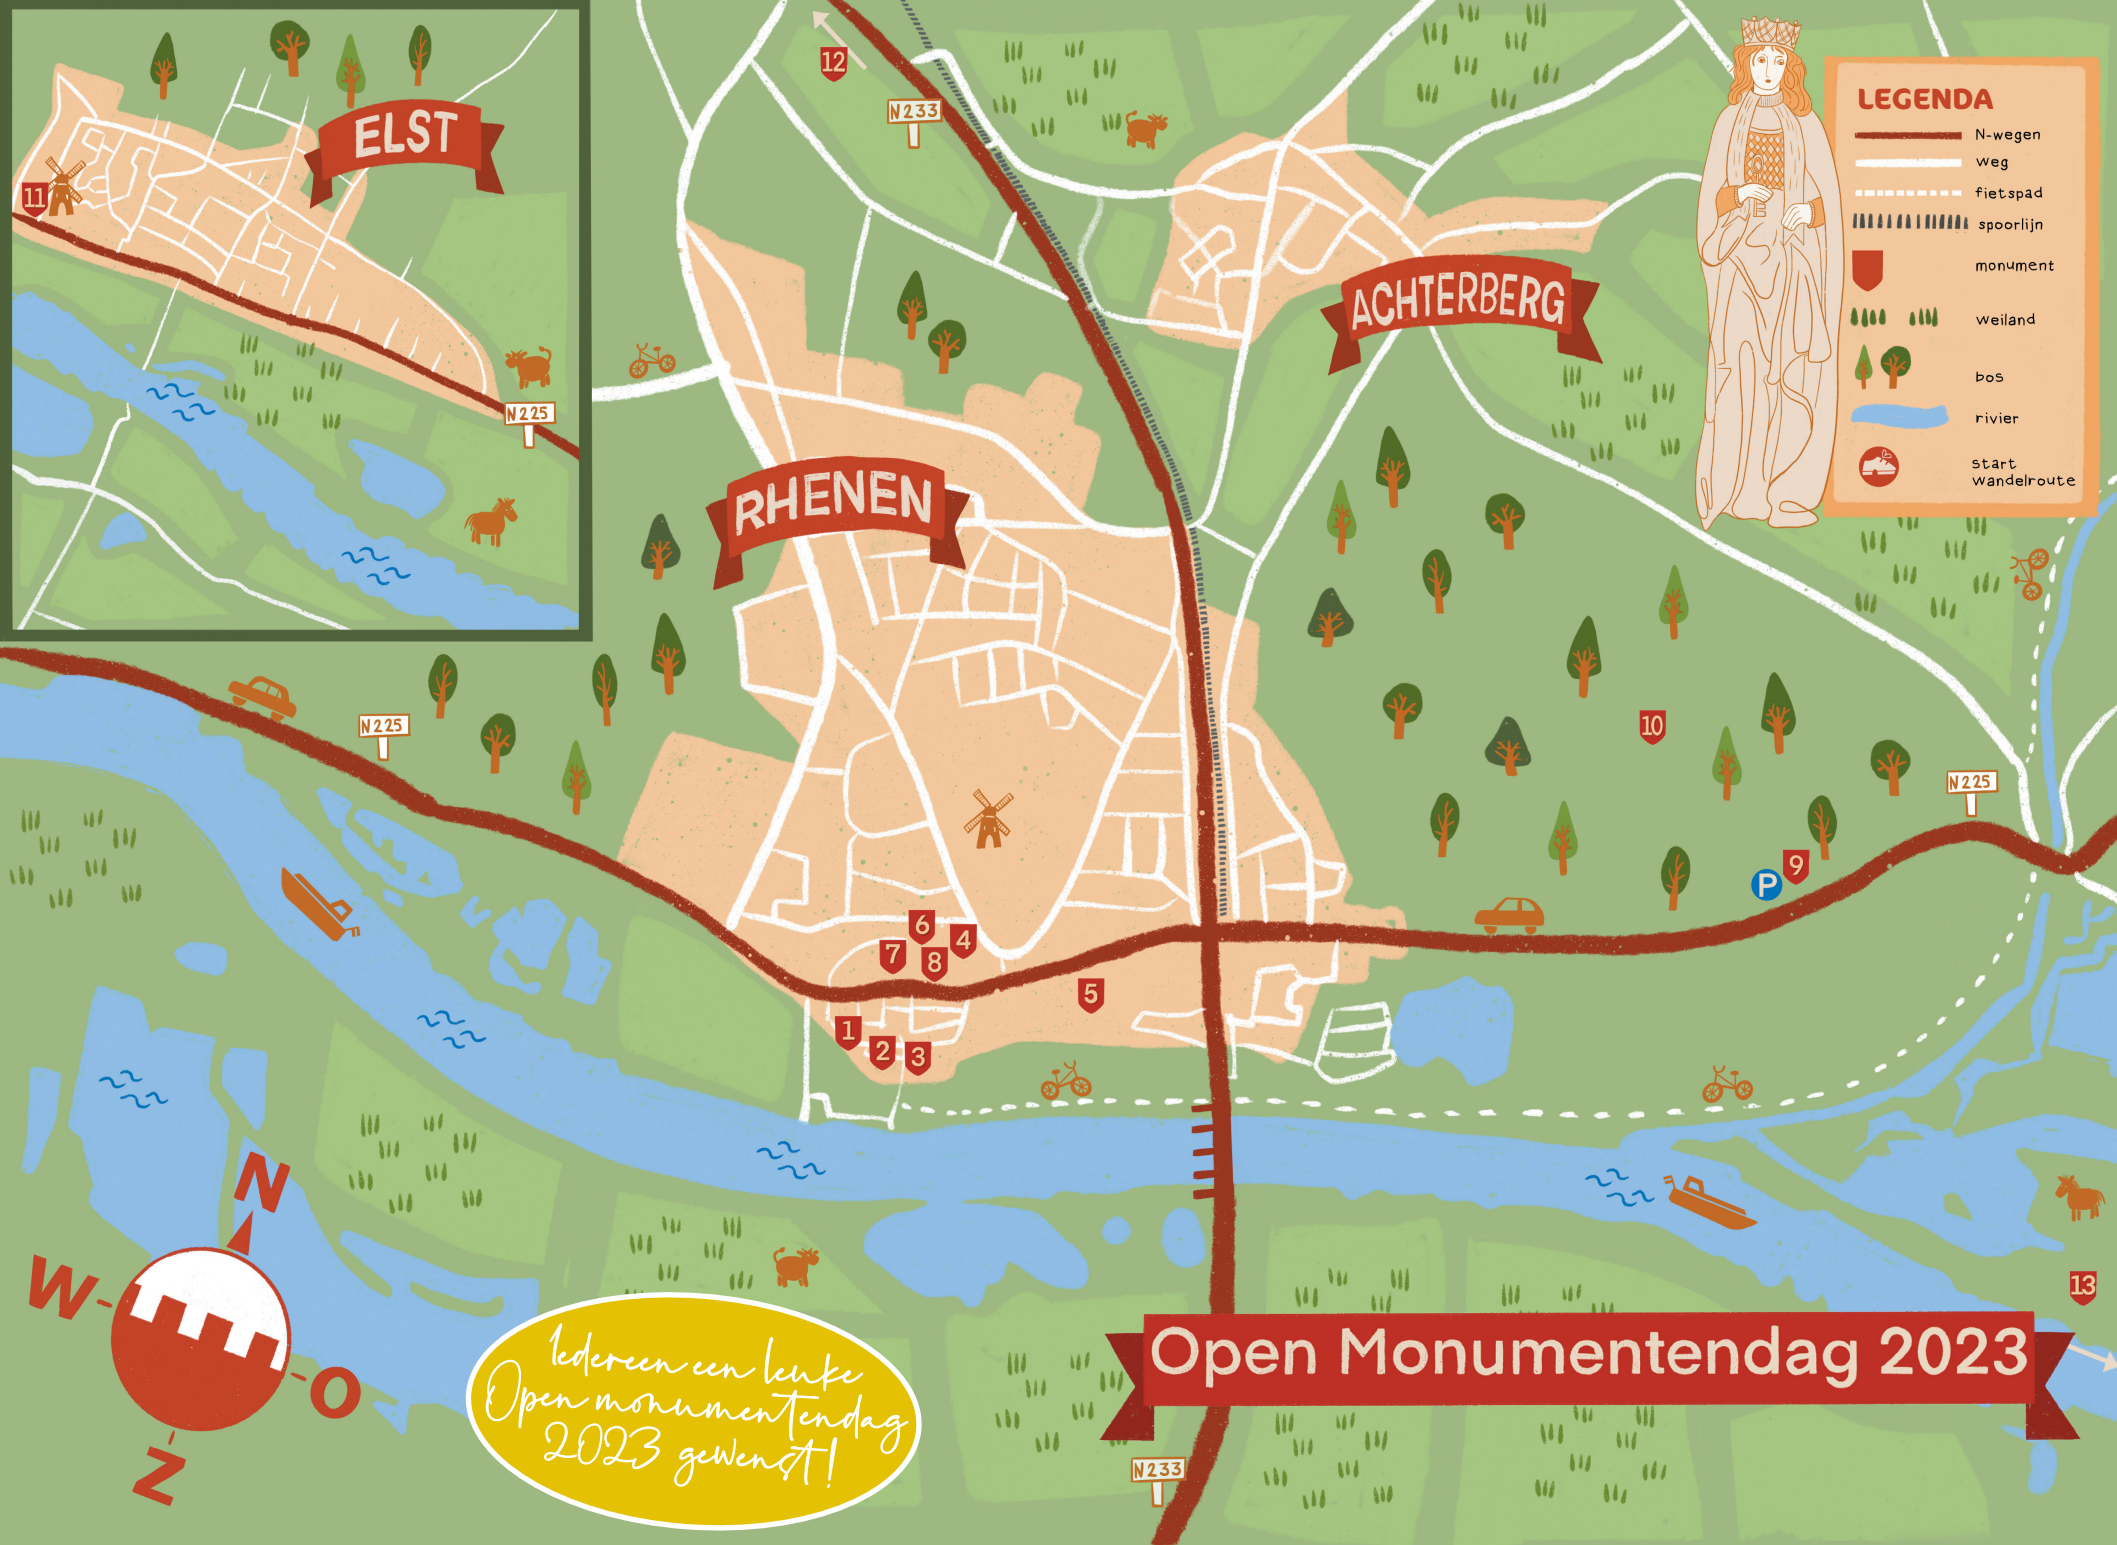 ELST
11
N225
12
N233
ACHTERBERG
RHENEN
LEGENDA
N-wegen
weg
fietspad
spoorlijn
monument
weiland
bos
rivier
start
wandelroute
N225
10
N225
P
9
6
4
7
8
5
1
2
3
N
W
O
Z
13
Iedereen een leuke
Open monumentendag
2023 gewenst!
Open Monumentendag 2023
N233